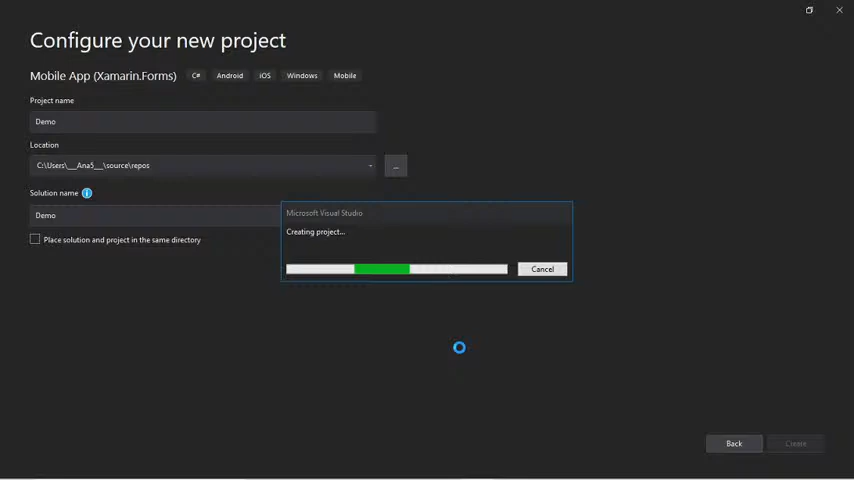 Configure your new project
Mobile App (Xamarin.Forms) C# Android iOS Windows Mobile
Project name
Demo
Location
C:\Users\___Ana5__\source\repos
...
Solution name
Demo
Place solution and project in the same directory
Microsoft Visual Studio
Creating project...
Cancel
Back Create